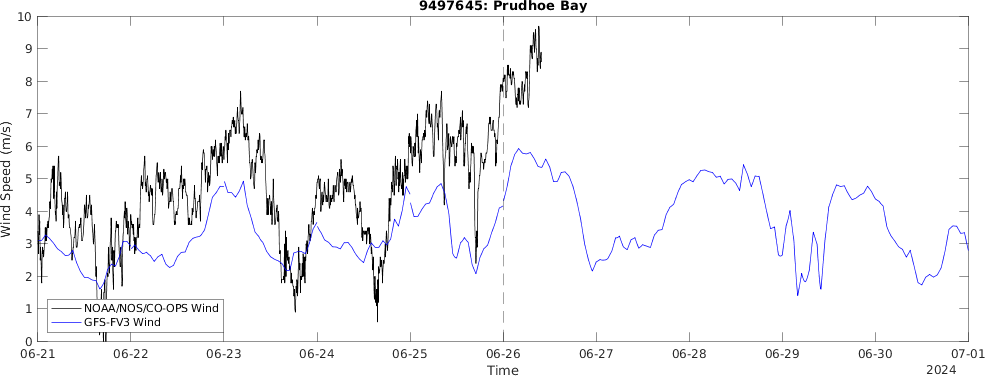 9497645: Prudhoe Bay
Wind Speed (m/s)
10
9
8
7
6
5
4
3
2
1
0
NOAA/NOS/CO-OPS Wind
GFS-FV3 Wind
06-21 06-22 06-23 06-24 06-25 06-26 06-27 06-28 06-29 06-30 07-01
Time
2024